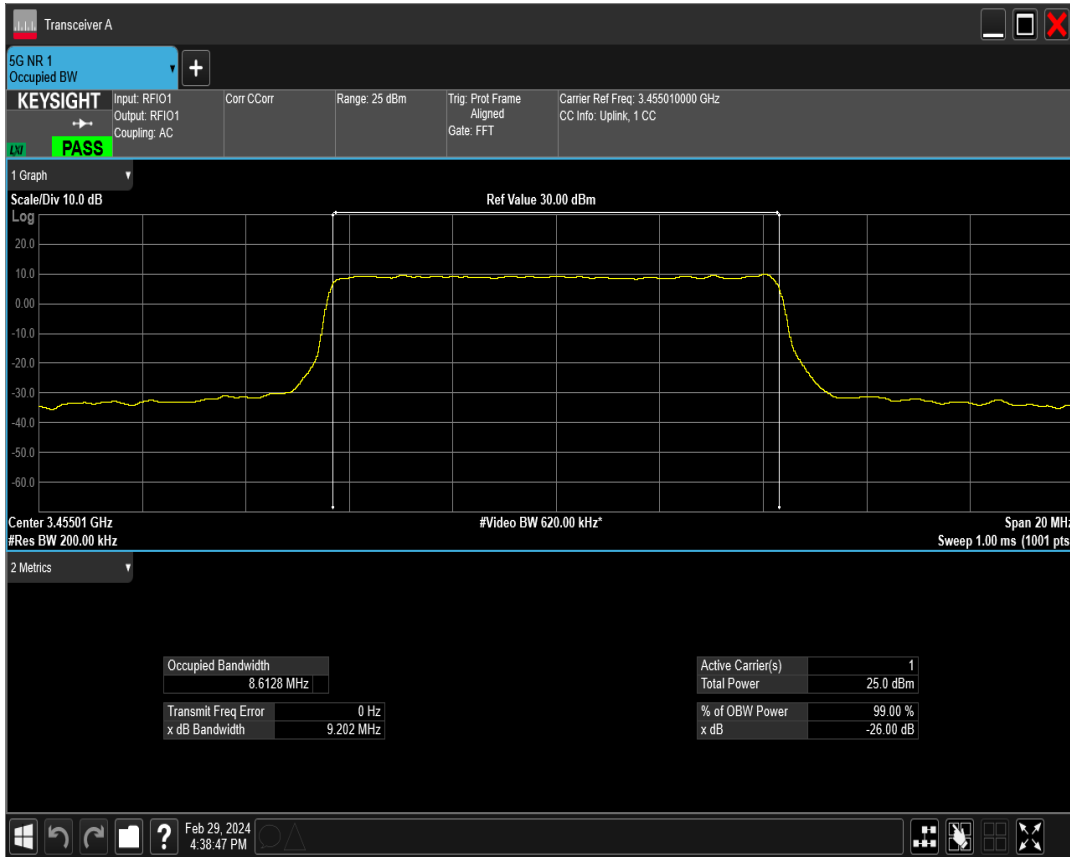 Transceiver A
5G NR 1
Occupied BW
KEYSIGHT
LXI
PASS
Input: RFIO1
Output: RFIO1
Coupling: AC
Corr CCorr
Range: 25 dBm
Trig: Prot Frame
Aligned
Gate: FFT
Carrier Ref Freq: 3.455010000 GHz
CC Info: Uplink, 1 CC
1 Graph
Scale/Div 10.0 dB
Ref Value 30.00 dBm
Log
20.0
10.0
0.00
-10.0
-20.0
-30.0
-40.0
-50.0
-60.0
Center 3.45501 GHz
#Video BW 620.00 kHz*
Span 20 MHz
#Res BW 200.00 kHz
Sweep 1.00 ms (1001 pts
2 Metrics
Occupied Bandwidth
8.6128 MHz
Transmit Freq Error 0 Hz
x dB Bandwidth 9.202 MHz
Active Carrier(s) 1
Total Power 25.0 dBm
% of OBW Power 99.00 %
x dB -26.00 dB
?
Feb 29, 2024
4:38:47 PM